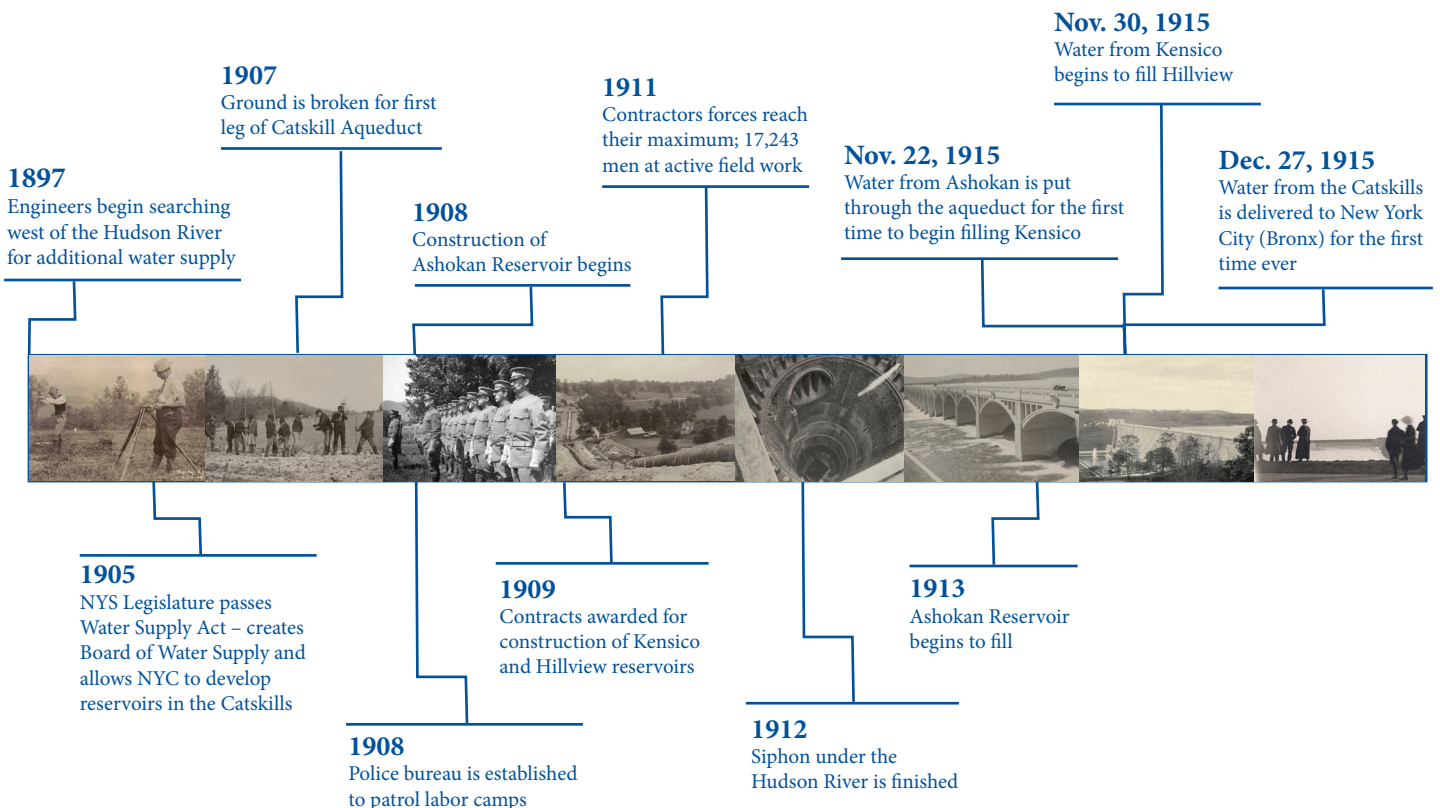 1897
Engineers begin searching
west of the Hudson River
for additional water supply
1905
NYS Legislature passes
Water Supply Act – creates
Board of Water Supply and
allows NYC to develop
reservoirs in the Catskills
1907
Ground is broken for first
leg of Catskill Aqueduct
1908
Construction of
Ashokan Reservoir begins
1908
Police bureau is established
to patrol labor camps
1909
Contracts awarded for
construction of Kensico
and Hillview reservoirs
1911
Contractors forces reach
their maximum; 17,243
men at active field work
1912
Siphon under the
Hudson River is finished
1913
Ashokan Reservoir
begins to fill
Nov. 22, 1915
Water from Ashokan is put
through the aqueduct for the first
time to begin filling Kensico
Nov. 30, 1915
Water from Kensico
begins to fill Hillview
Dec. 27, 1915
Water from the Catskills
is delivered to New York
City (Bronx) for the first
time ever